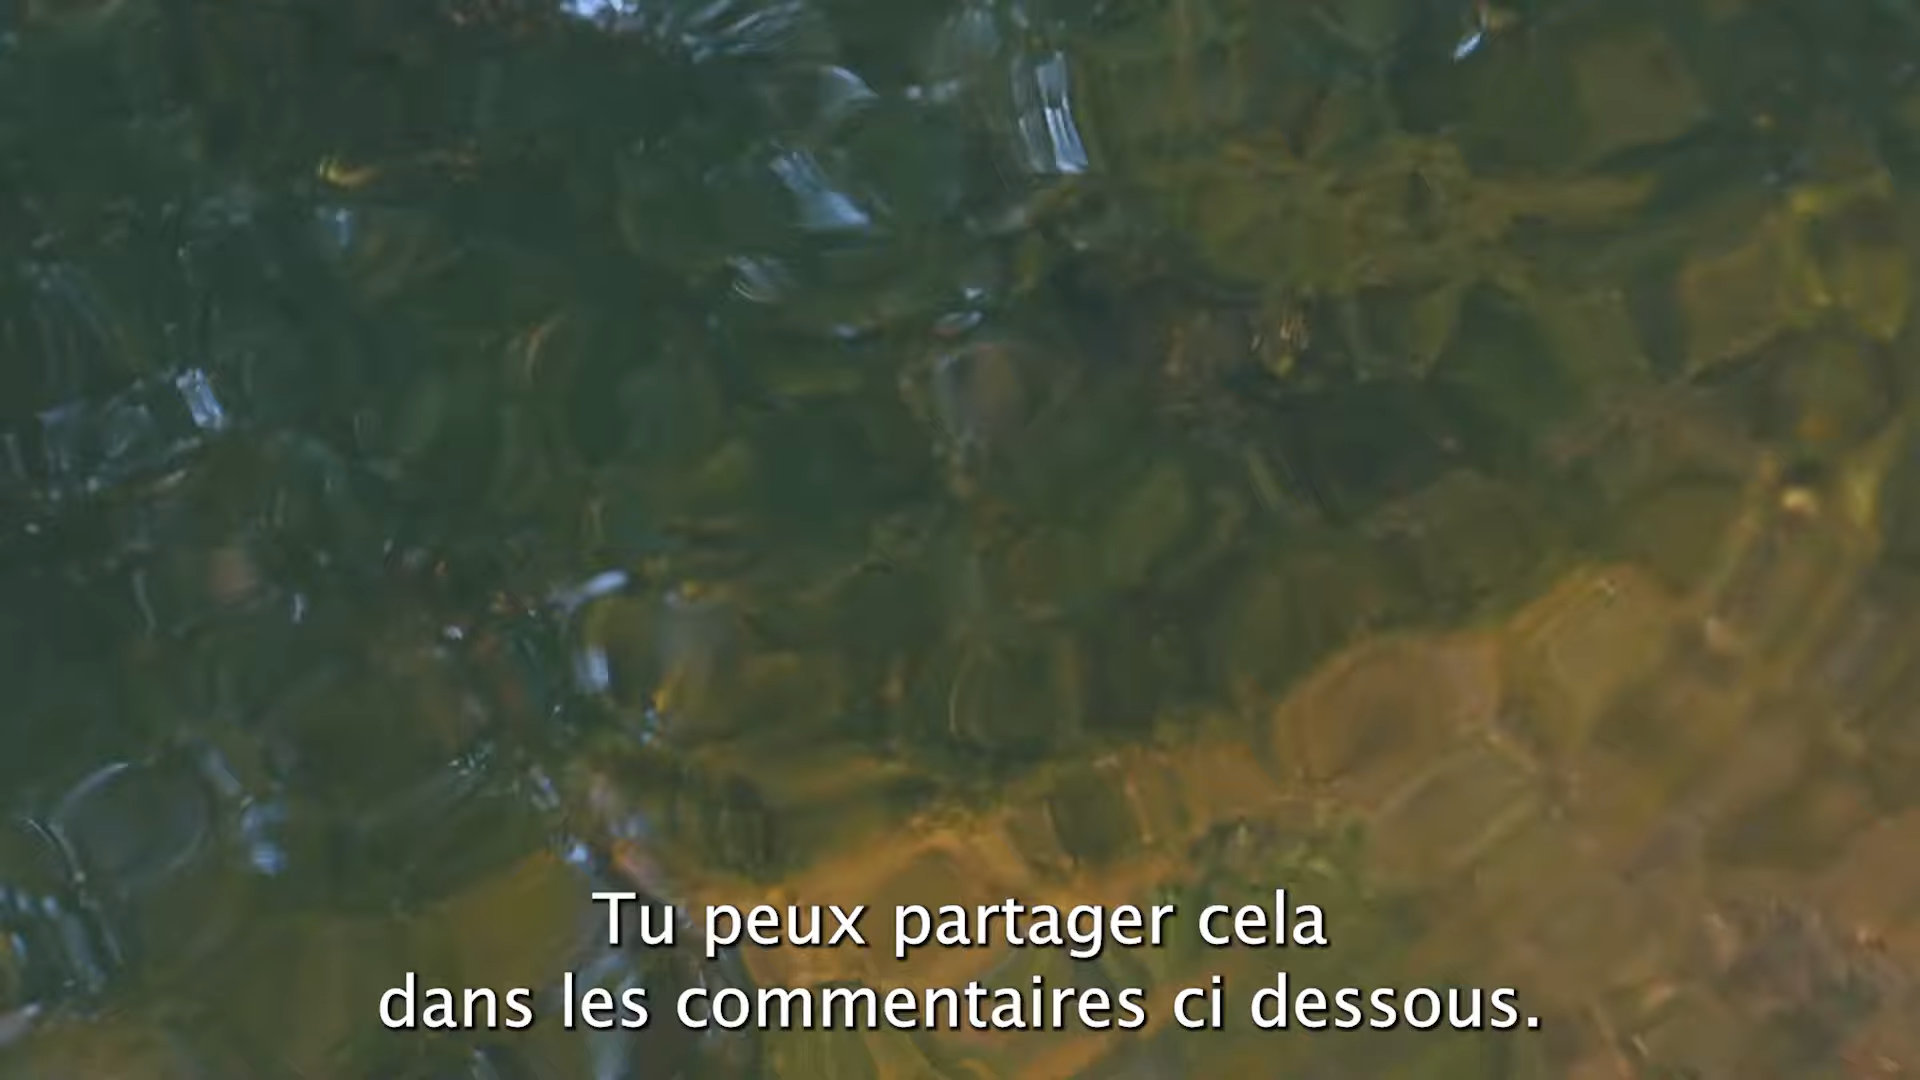 Tu peux partager cela
dans les commentaires ci dessous.